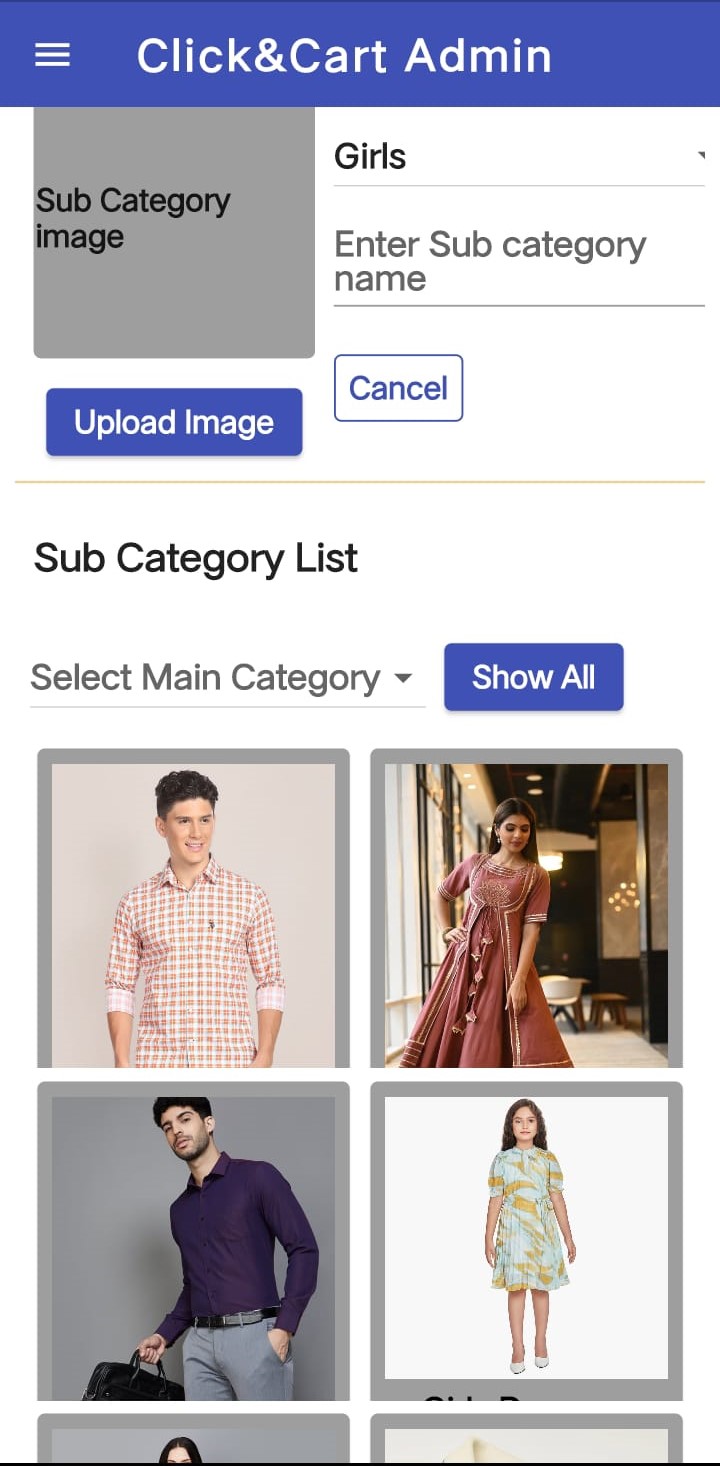 Click&Cart Admin
Sub Category
image
Girls
Enter Sub category
name
Upload Image
Cancel
Sub Category List
Select Main Category
Show All